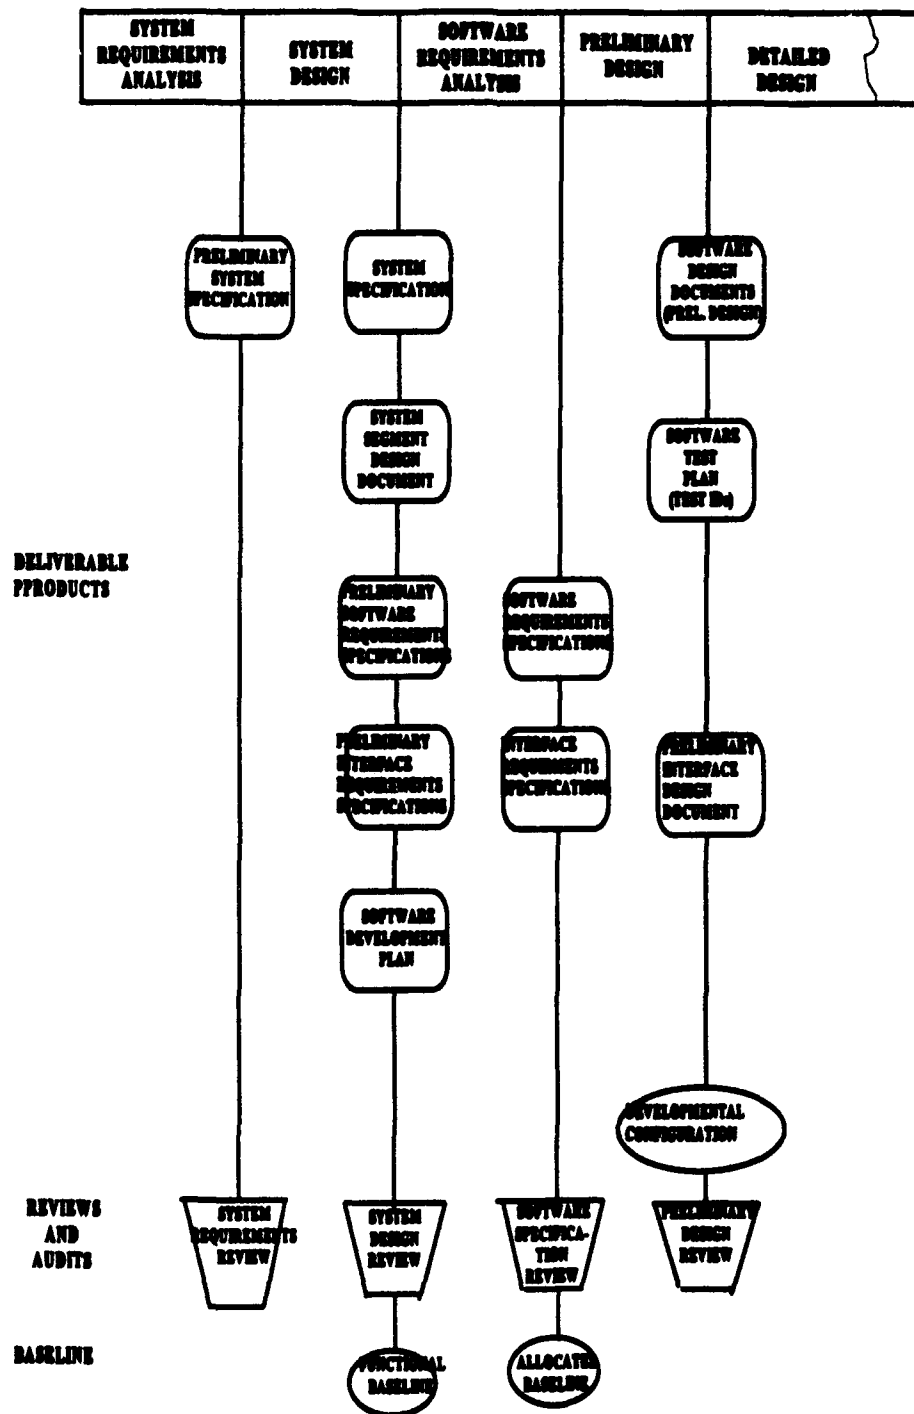 SYSTEM
REQUIREMENTS
ANALYSIS
SYSTEM
DESIGN
SOFTWARE
REQUIREMENTS
ANALYSIS
PRELIMINARY
DESIGN
DETAILED
DESIGN
PRELIMINARY
SYSTEM
SPECIFICATION
SYSTEM
SPECIFICATION
SOFTWARE
DESIGN
DOCUMENTS
(PREL. DESIGN)
SYSTEM
SEGMENT
DESIGN
DOCUMENT
SOFTWARE
TEST
PLAN
(TEST IDs)
DELIVERABLE
PPRODUCTS
PRELIMINARY
SOFTWARE
REQUIREMENTS
SPECIFICATIONS
SOFTWARE
REQUIREMENTS
SPECIFICATIONS
PRELIMINARY
INTERFACE
REQUIREMENTS
SPECIFICATIONS
INTERFACE
REQUIREMENTS
SPECIFICATIONS
PRELIMINARY
INTERFACE
DESIGN
DOCUMENT
SOFTWARE
DEVELOPMENT
PLAN
DEVELOPMENTAL
CONFIGURATION
REVIEWS
AND
AUDITS
SYSTEM
REQUIREMENTS
REVIEW
SYSTEM
DESIGN
REVIEW
SOFTWARE
SPECIFICA-
TION
REVIEW
PRELIMINARY
DESIGN
REVIEW
BASELINE
FUNCTIONAL
BASELINE
ALLOCATED
BASELINE